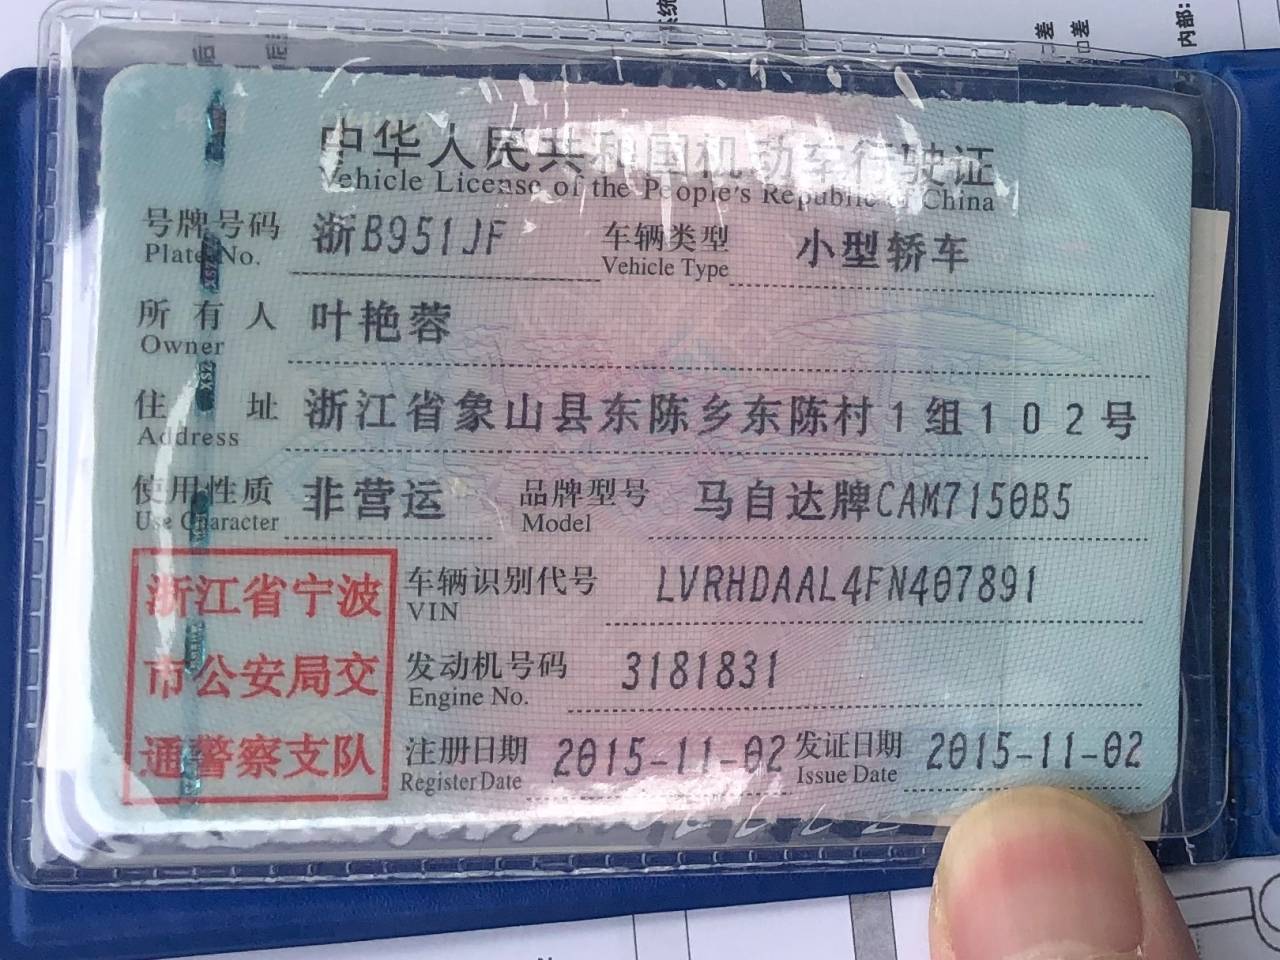 中华人民共和国机动车行驶证
Vehicle License of the People's Republic of China
号牌号码 浙B951JF 车辆类型 小型轿车
Plate No. Vehicle Type
所有人 叶艳蓉
Owner
住址 浙江省象山县东陈乡东陈村1组102号
Address
使用性质 非营运 品牌型号 马自达牌CAM7150B5
Use Character Model
浙江省宁波
市公安局交
通警察支队
车辆识别代号 LVRHDAAL4FN407891
VIN
发动机号码 3181831
Engine No.
注册日期 2015-11-02 发证日期 2015-11-02
Register Date Issue Date
内部: